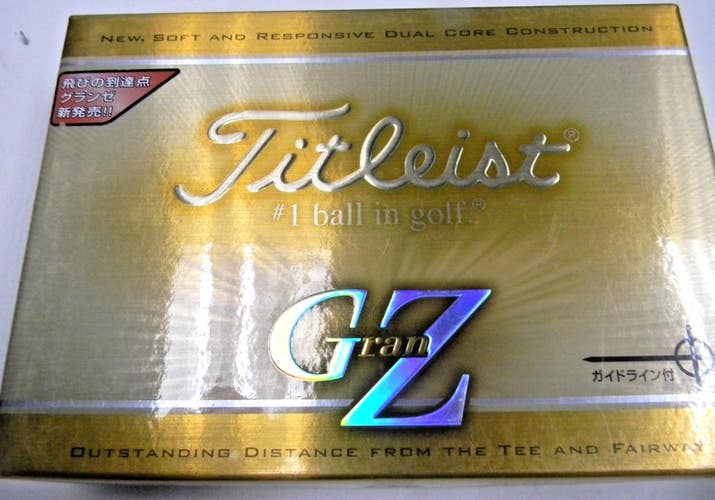 New, Soft and Responsive Dual Core Construction
飛びの到達点
グランゼ
新発売!!
Titleist®
#1 ball in golf.®
GranZ
ガイドライン付
Outstanding Distance from the Tee and Fairway